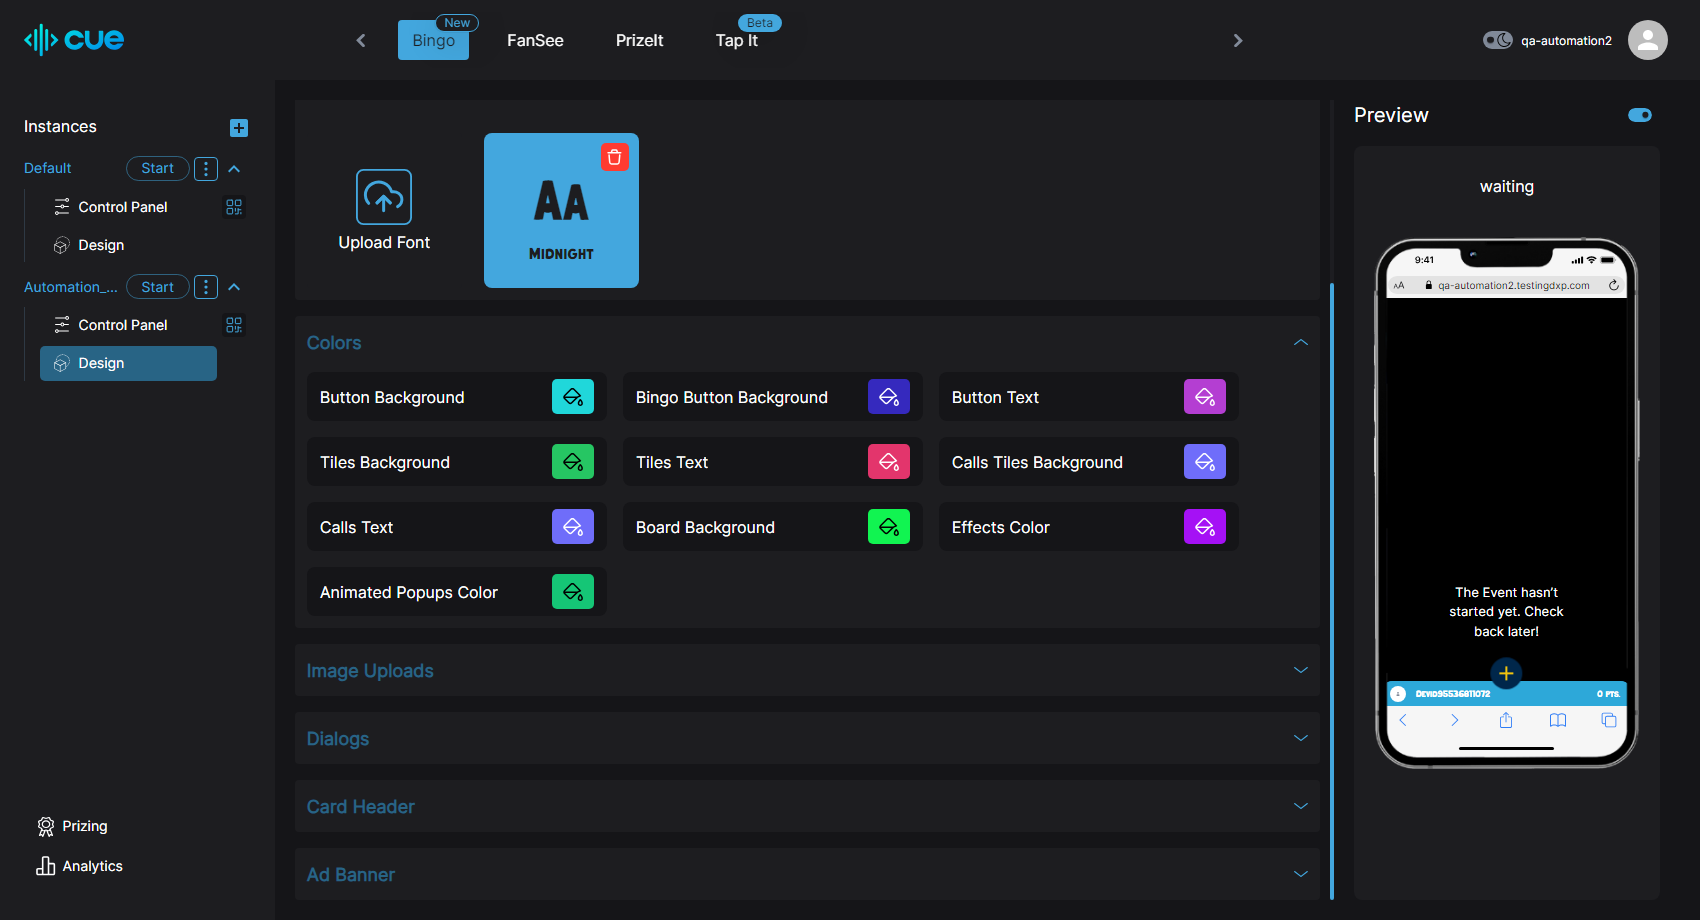 cue
Bingo
New
FanSee
PrizeIt
Tap It
Beta
qa-automation2
Instances
Default
Start
Control Panel
Design
Automation_...
Start
Control Panel
Design
Prizing
Analytics
Upload Font
AA
MIDNIGHT
Colors
Button Background
Bingo Button Background
Button Text
Tiles Background
Tiles Text
Calls Tiles Background
Calls Text
Board Background
Effects Color
Animated Popups Color
Image Uploads
Dialogs
Card Header
Ad Banner
Preview
waiting
9:41
AA
qa-automation2.testingdxp.com
The Event hasn't
started yet. Check
back later!
0 PTS.